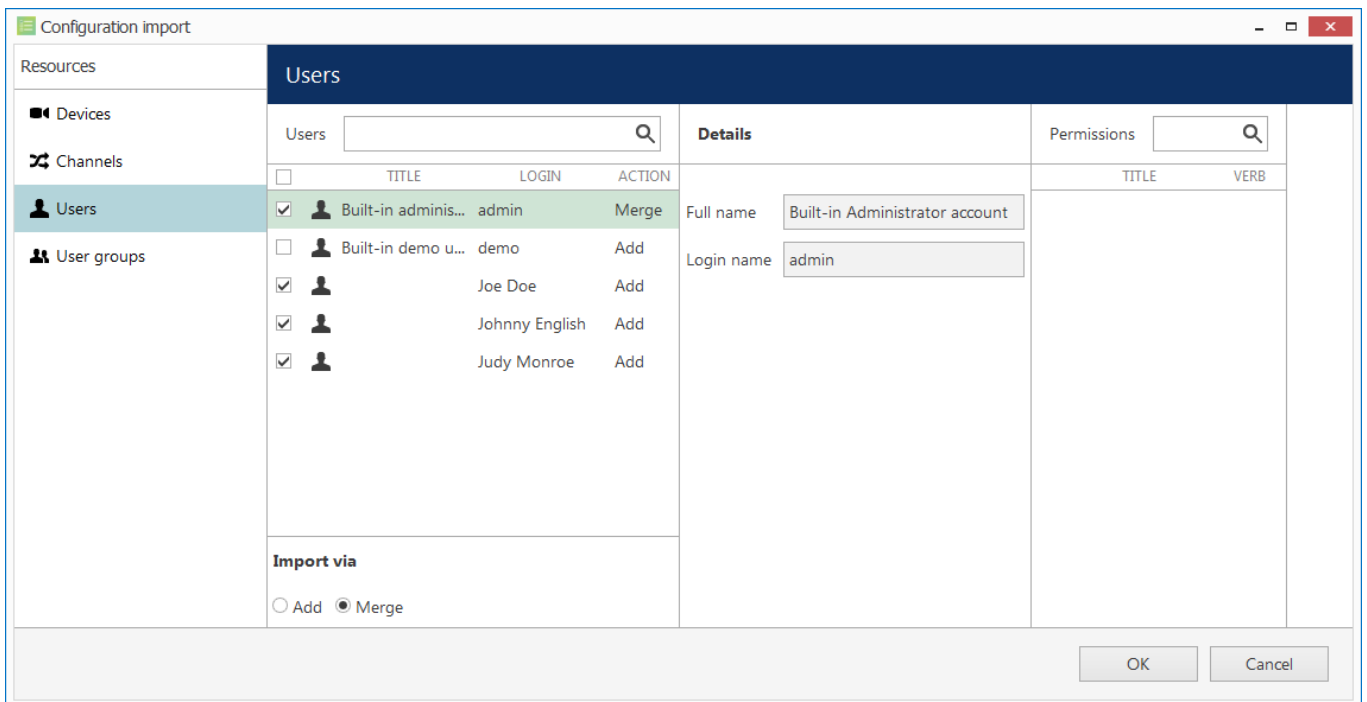 Configuration import
Resources
Devices
Channels
Users
User groups
Users
Users
TITLE LOGIN ACTION
Built-in adminis... admin Merge
Built-in demo u... demo Add
Joe Doe Add
Johnny English Add
Judy Monroe Add
Import via
Add Merge
Details
Full name Built-in Administrator account
Login name admin
Permissions
TITLE VERB
OK Cancel